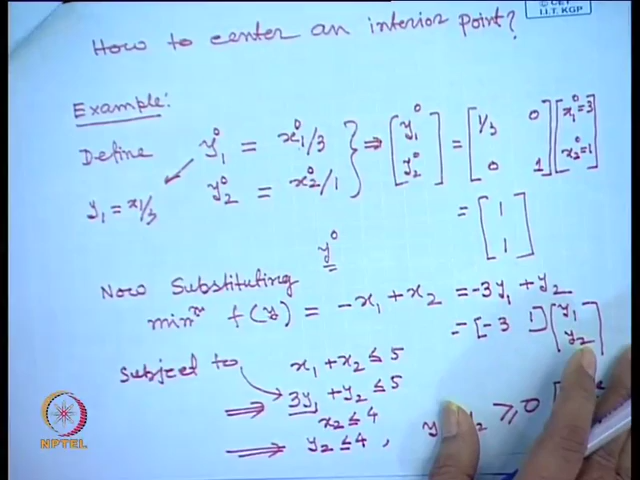 © CET
I.I.T. KGP
How to center an interior point?
Example:
Define y₁⁰ = x₁⁰/3
y₂⁰ = x₂⁰/1 } ⇒ [y₁⁰ y₂⁰] = [1/3 0 0 1] [x₁⁰=3 x₂⁰=1]
y₁ = x₁/3
= [1 1]
y⁰
Now Substituting
minᵐ f(y) = -x₁ + x₂ = -3y₁ + y₂
= [-3 1] [y₁ y₂]
Subject to x₁ + x₂ ≤ 5
⇒ 3y₁ + y₂ ≤ 5
x₂ ≤ 4
⇒ y₂ ≤ 4, ≥ 0
NPTEL